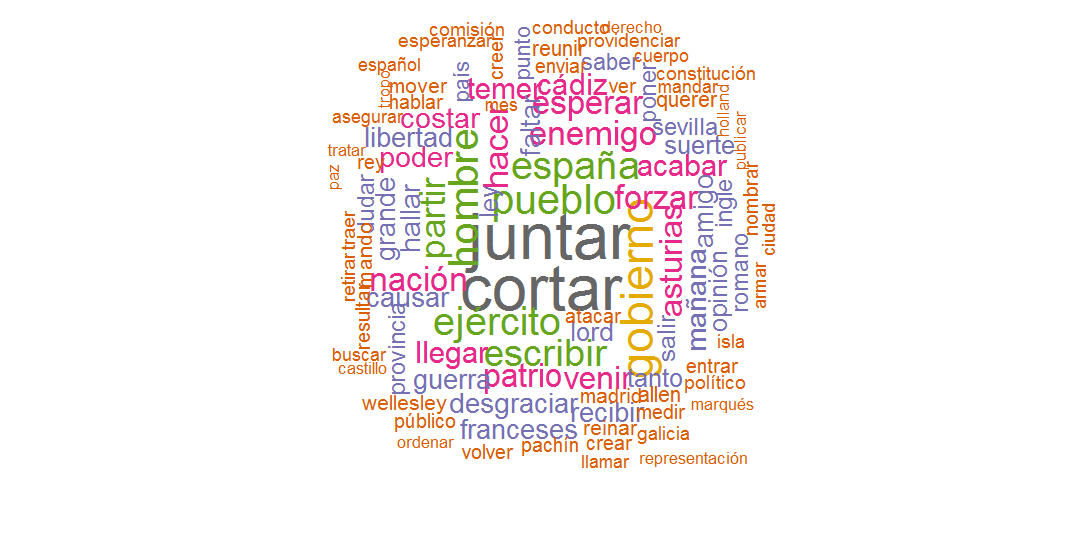 comisión
conducto
derecho
esperanzar
creer
punto
reunir
providenciar
español
país
enviar
saber
cuerpo
tropo
mover
temer
cádiz
ver
poner
constitución
hablar
mes
esperar
mandar
querer
holland
asegurar
costar
hacer
faltar
enemigo
sevilla
publicar
libertad
hombre
suerte
tratar
rey
poder
españa
acabar
paz
dudar
grande
hallar
partir
ley
pueblo
forzar
amigo
ingle
nombrar
juntar
gobierno
asturias
ciudad
retirar
traer
mando
nación
cortar
mañana
opinión
romano
armar
resultar
causar
ejército
atacar
lord
salir
isla
buscar
castillo
provincia
llegar
escribir
entrar
guerra
patrio
venir
tanto
político
wellesley
desgraciar
madrid
allen
recibir
medir
marqués
público
franceses
reinar
galicia
ordenar
volver
pachín
crear
llamar
representación